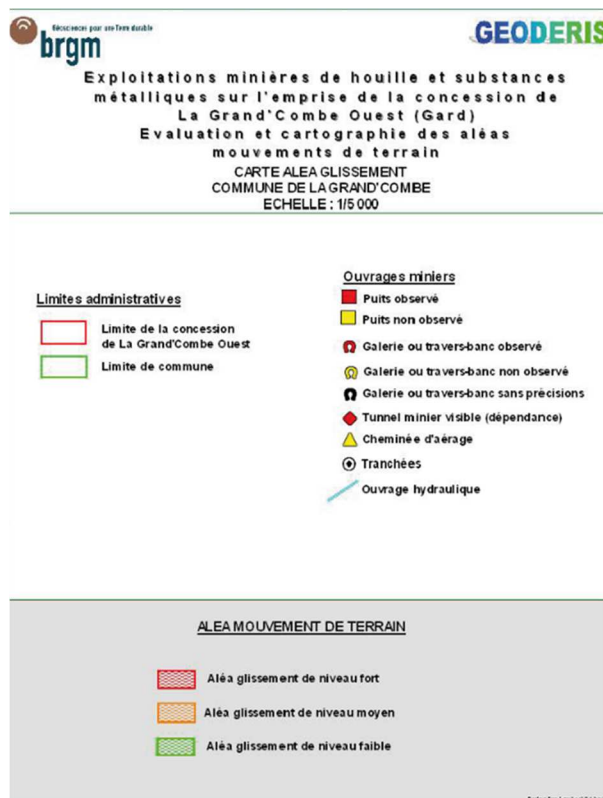 Géosciences pour une Terre durable
brgm
GEODERIS
Exploitations minières de houille et substances
métalliques sur l'emprise de la concession de
La Grand'Combe Ouest (Gard)
Evaluation et cartographie des aléas
mouvements de terrain
CARTE ALEA GLISSEMENT
COMMUNE DE LA GRAND'COMBE
ECHELLE : 1/5 000
Limites administratives
Limite de la concession
de La Grand'Combe Ouest
Limite de commune
Ouvrages miniers
Puits observé
Puits non observé
Galerie ou travers-banc observé
Galerie ou travers-banc non observé
Galerie ou travers-banc sans précisions
Tunnel minier visible (dépendance)
Cheminée d'aérage
Tranchées
Ouvrage hydraulique
ALEA MOUVEMENT DE TERRAIN
Aléa glissement de niveau fort
Aléa glissement de niveau moyen
Aléa glissement de niveau faible